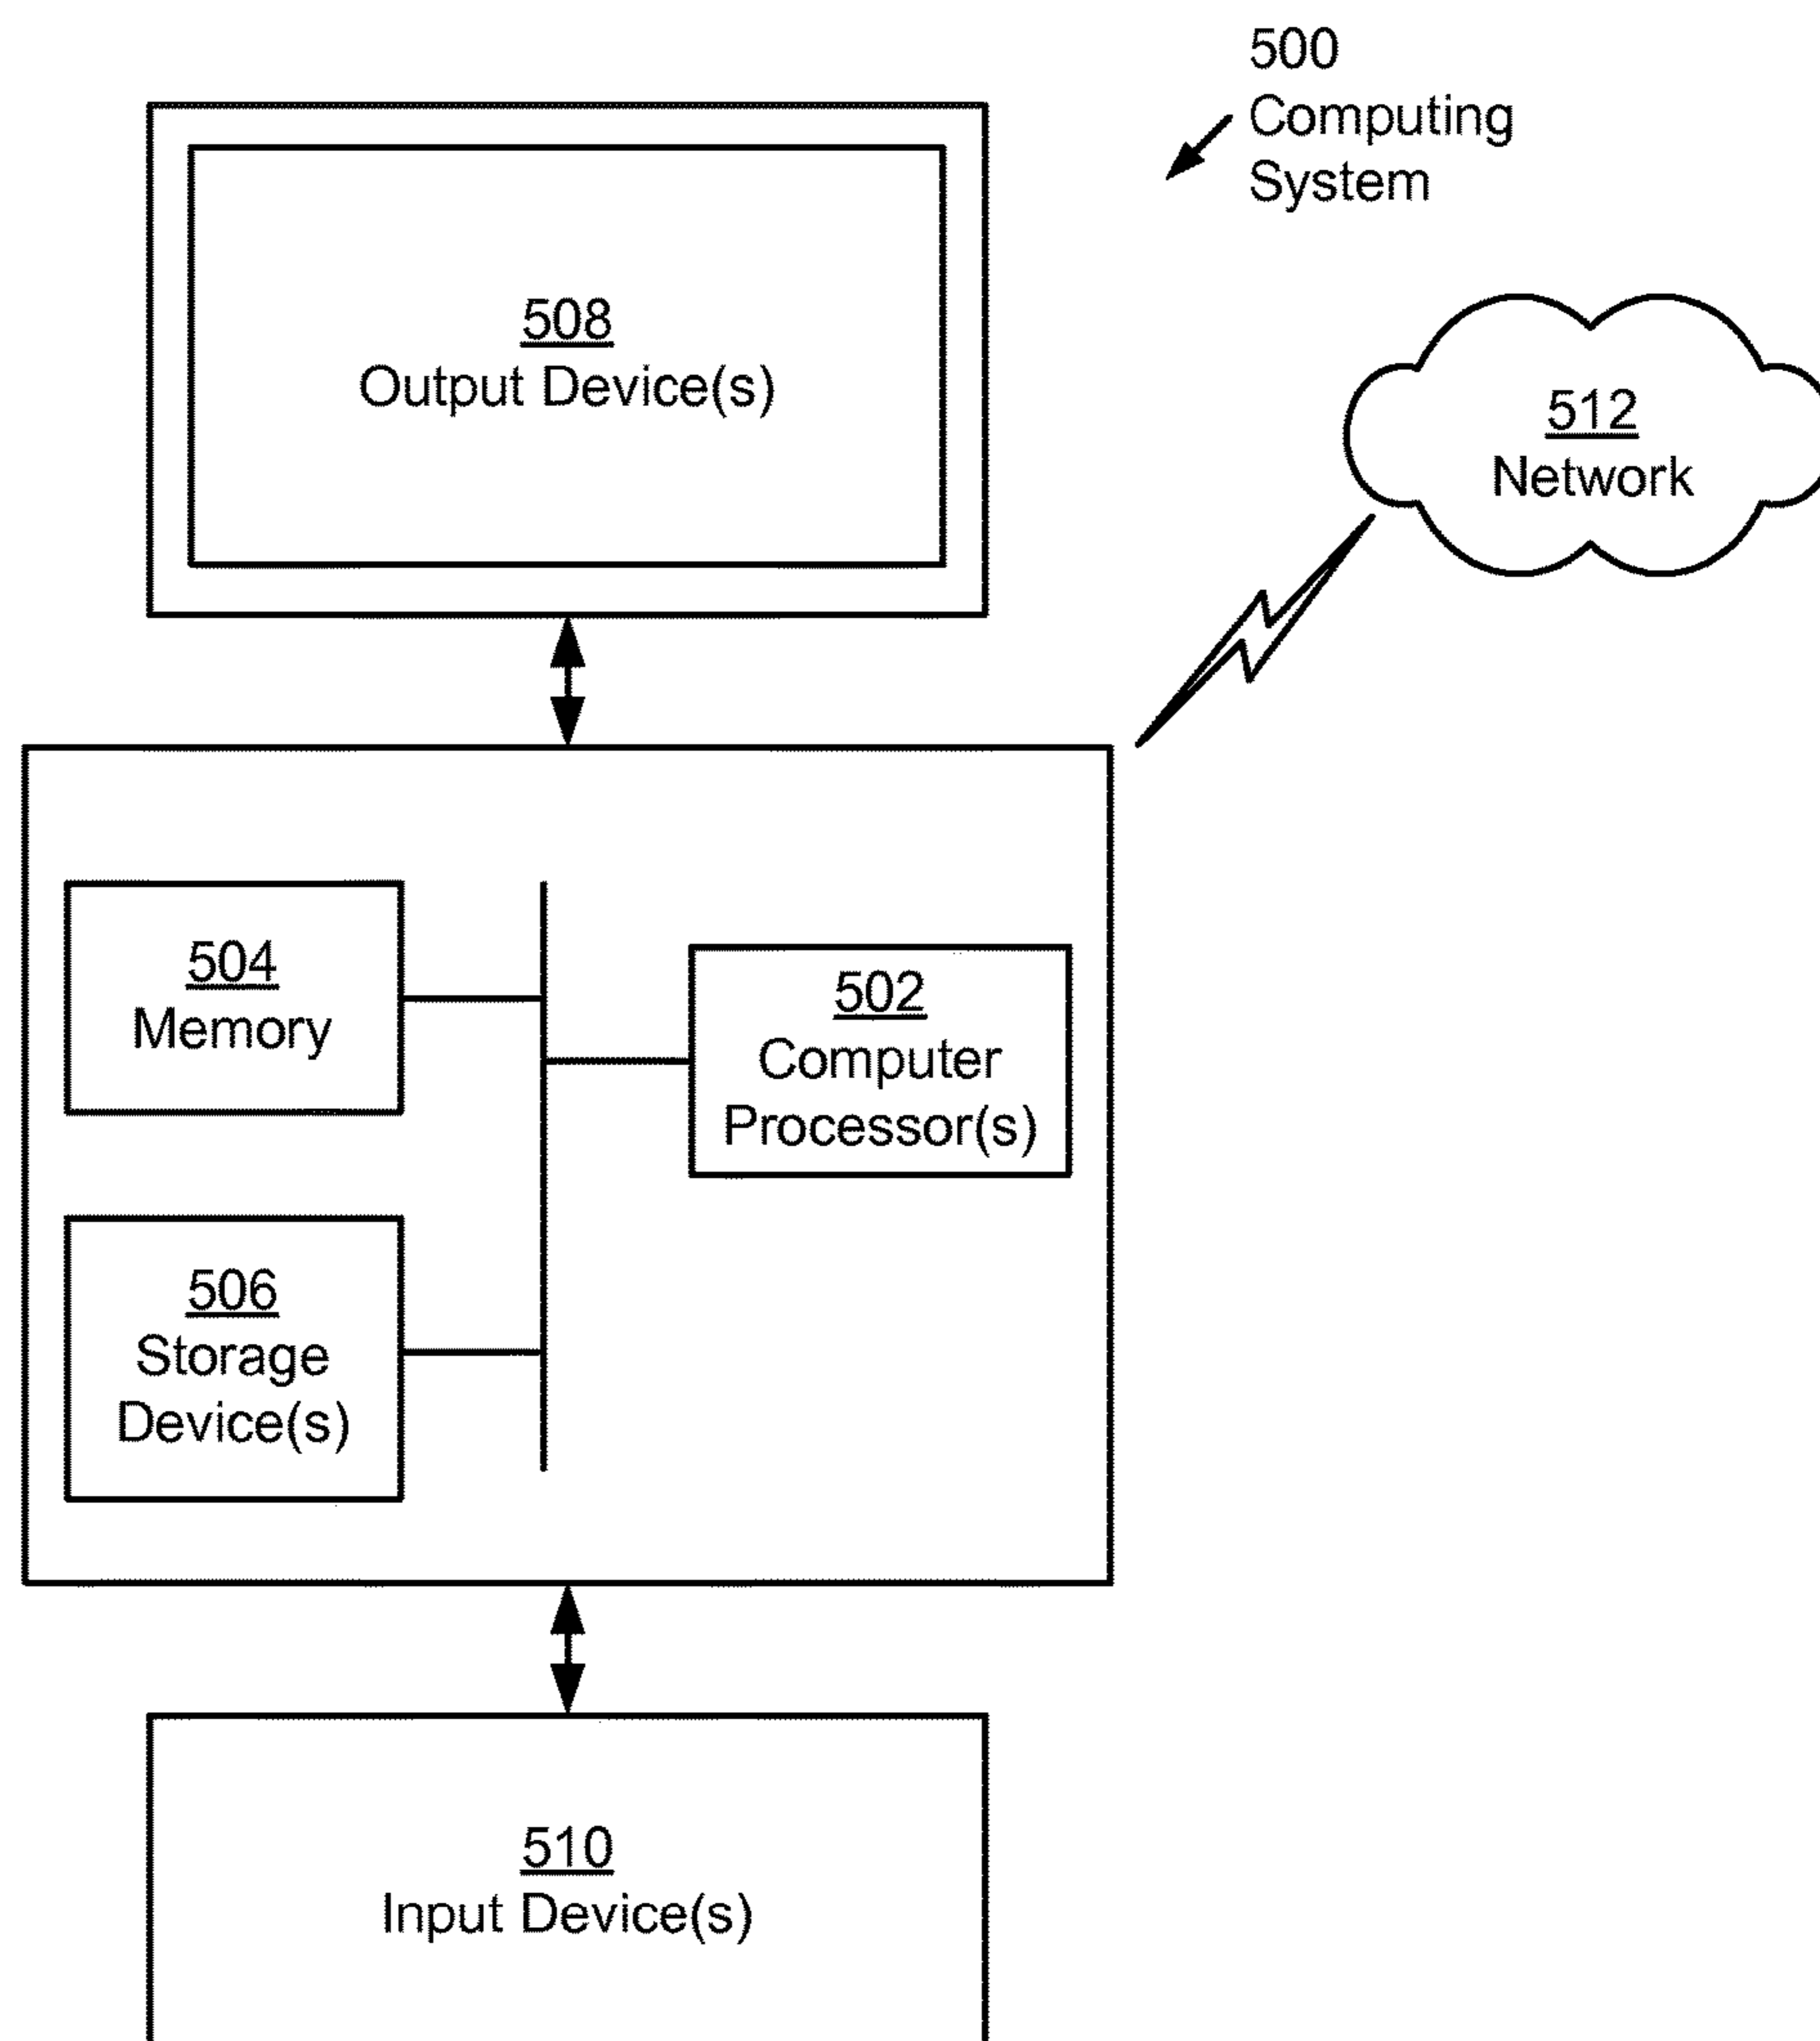 500
Computing
System
508
Output Device(s)
512
Network
504
Memory
502
Computer
Processor(s)
506
Storage
Device(s)
510
Input Device(s)